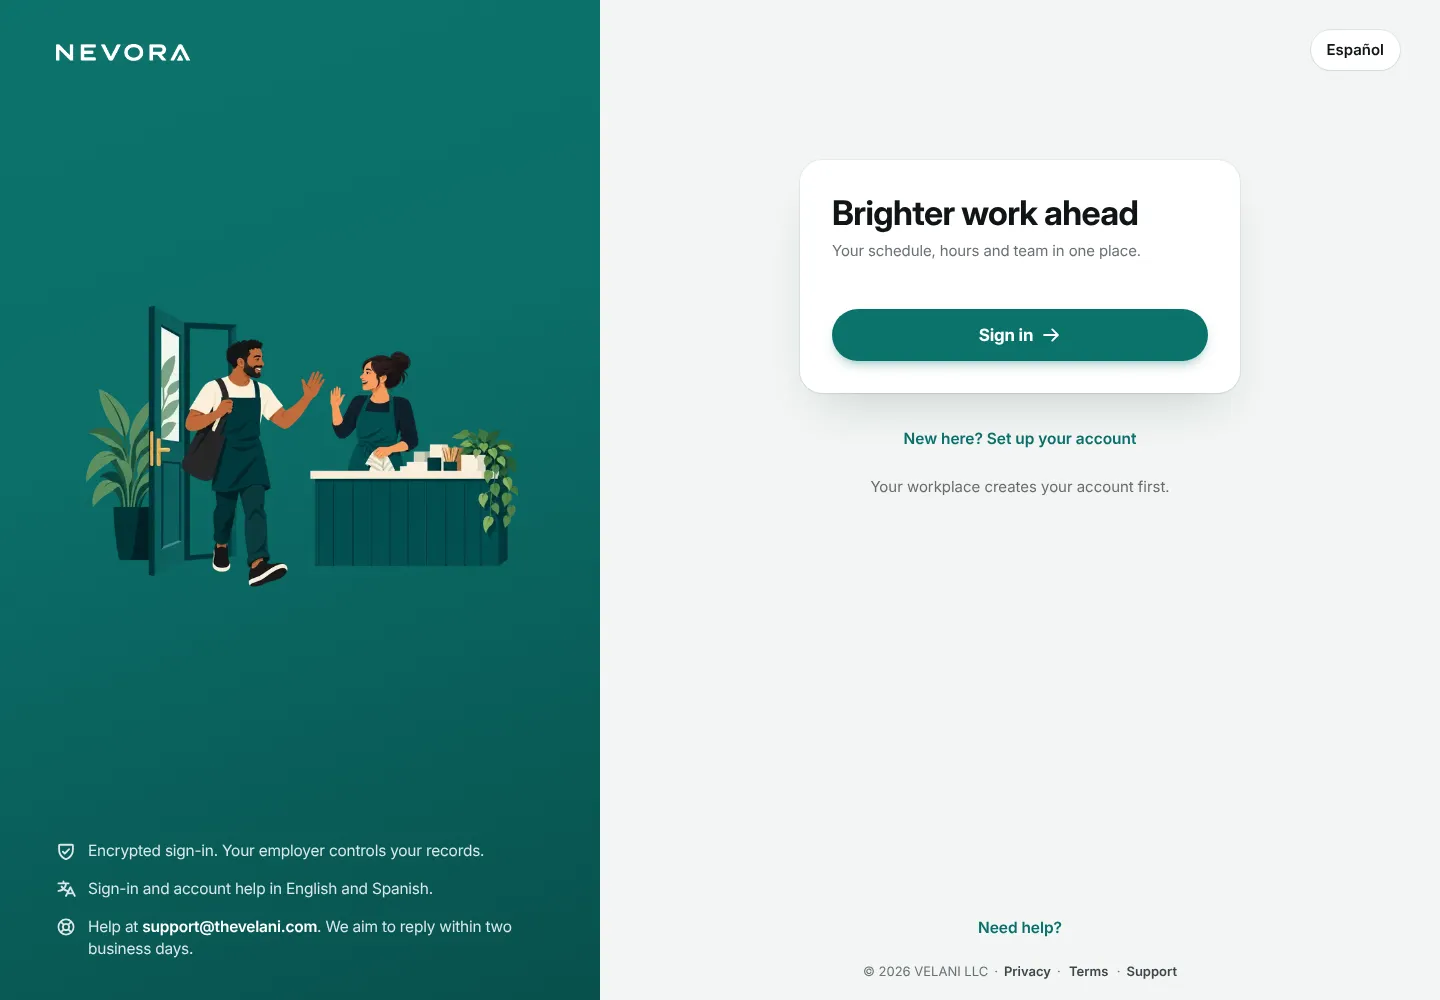 NEVORA
Español
Brighter work ahead
Your schedule, hours and team in one place.
Sign in →
New here? Set up your account
Your workplace creates your account first.
Encrypted sign-in. Your employer controls your records.
Sign-in and account help in English and Spanish.
Help at support@thevelani.com. We aim to reply within two
business days.
Need help?
© 2026 VELANI LLC · Privacy · Terms · Support